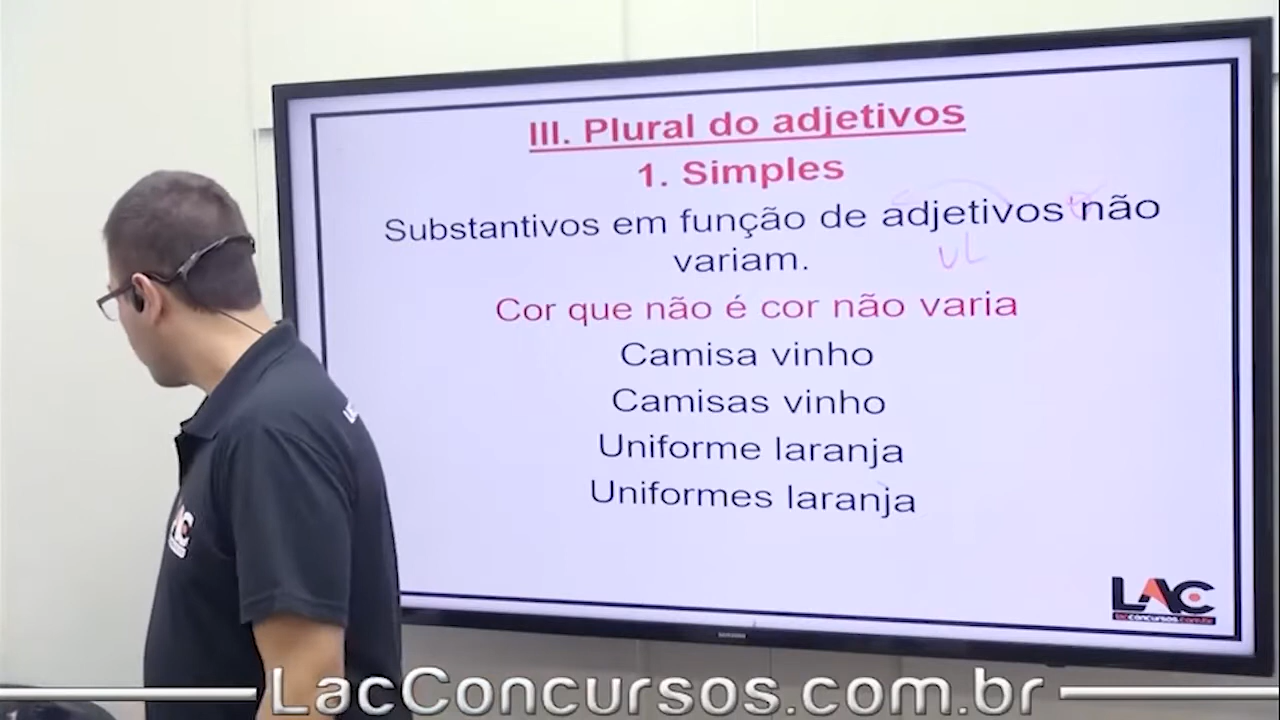 III. Plural do adjetivos
1. Simples
Substantivos em função de adjetivos não
variam.
Cor que não é cor não varia
Camisa vinho
Camisas vinho
Uniforme laranja
Uniformes laranja
LAC
lacconcursos.com.br
SAMSUNG
LacConcursos.com.br